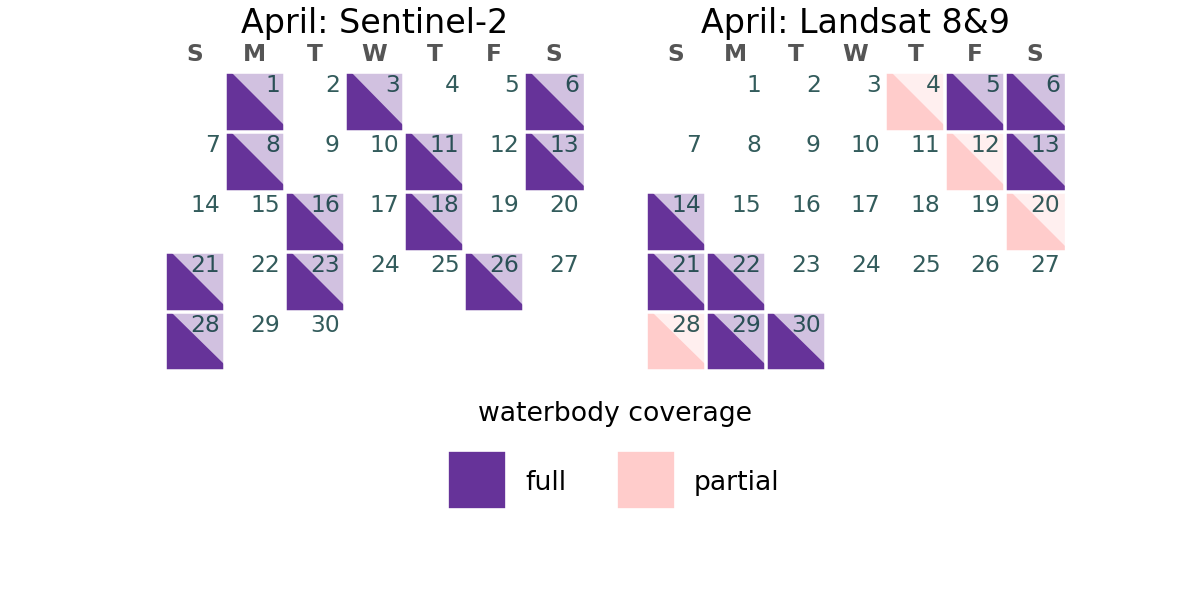 April: Sentinel-2
S M T W T F S
1 2 3 4 5 6
7 8 9 10 11 12 13
14 15 16 17 18 19 20
21 22 23 24 25 26 27
28 29 30
April: Landsat 8&9
S M T W T F S
1 2 3 4 5 6
7 8 9 10 11 12 13
14 15 16 17 18 19 20
21 22 23 24 25 26 27
28 29 30
waterbody coverage
full partial